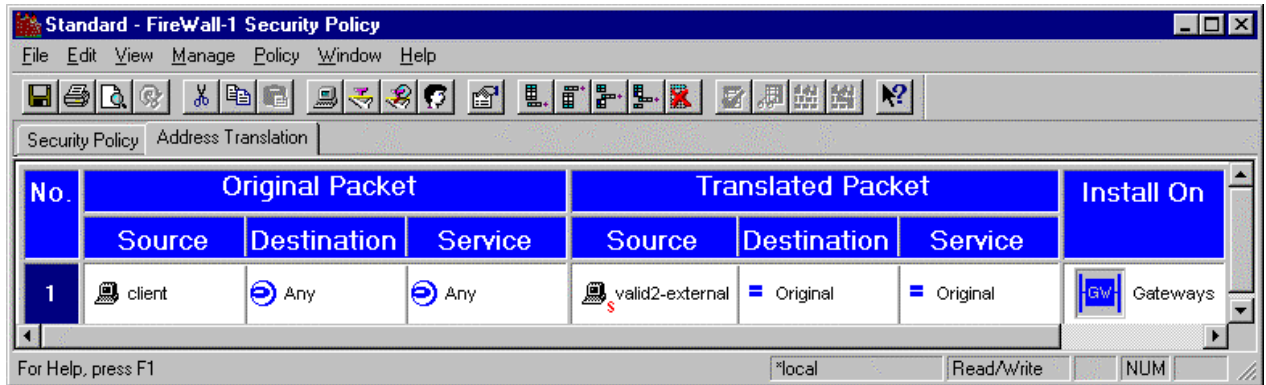 Standard - FireWall-1 Security Policy
File Edit View Manage Policy Window Help
Security Policy Address Translation
No. Original Packet Translated Packet Install On
Source Destination Service Source Destination Service
1 client Any Any S valid2-external = Original = Original GW Gateways
For Help, press F1 *local Read/Write NUM